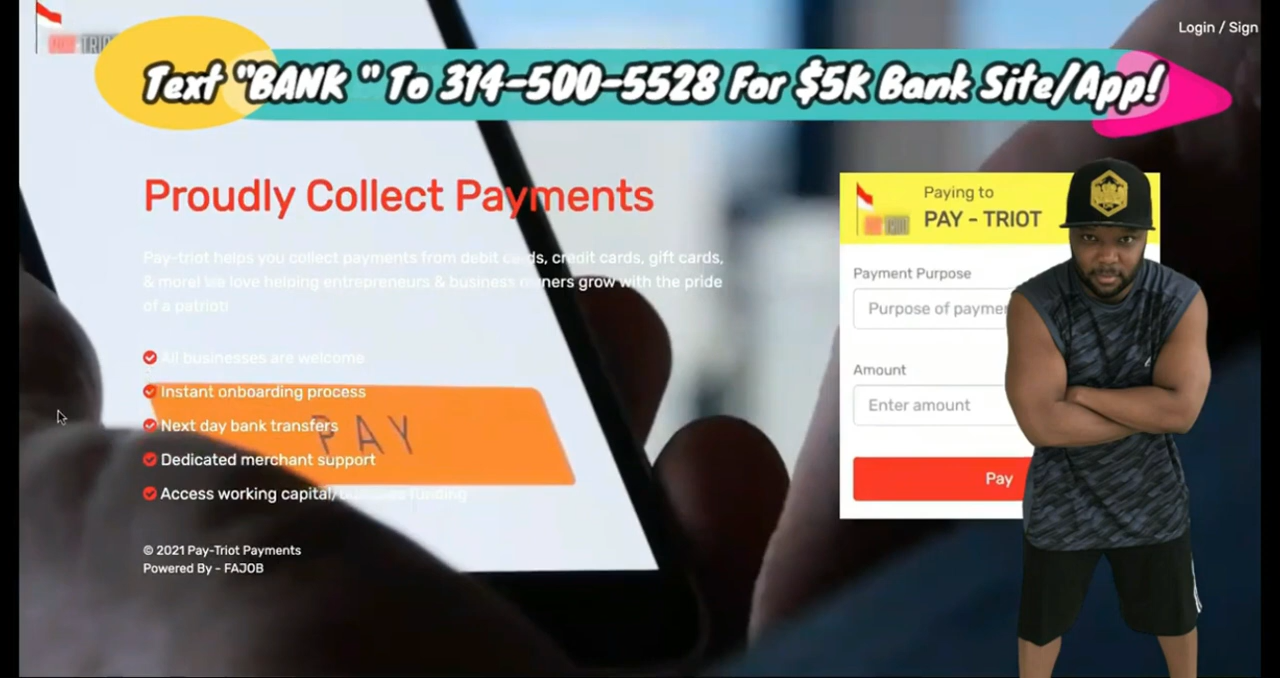 Login / Sign
Text "BANK " To 314-500-5528 For $5K Bank Site/App!
Proudly Collect Payments
Pay-triot helps you collect payments from debit cards, credit cards, gift cards,
& more! We love helping entrepreneurs & business owners grow with the pride
of a patriot!
All businesses are welcome
Instant onboarding process
Next day bank transfers
Dedicated merchant support
Access working capital/business funding
PAY
© 2021 Pay-Triot Payments
Powered By - FAJOB
Paying to
PAY - TRIOT
Payment Purpose
Purpose of payme
Amount
Enter amount
Pay